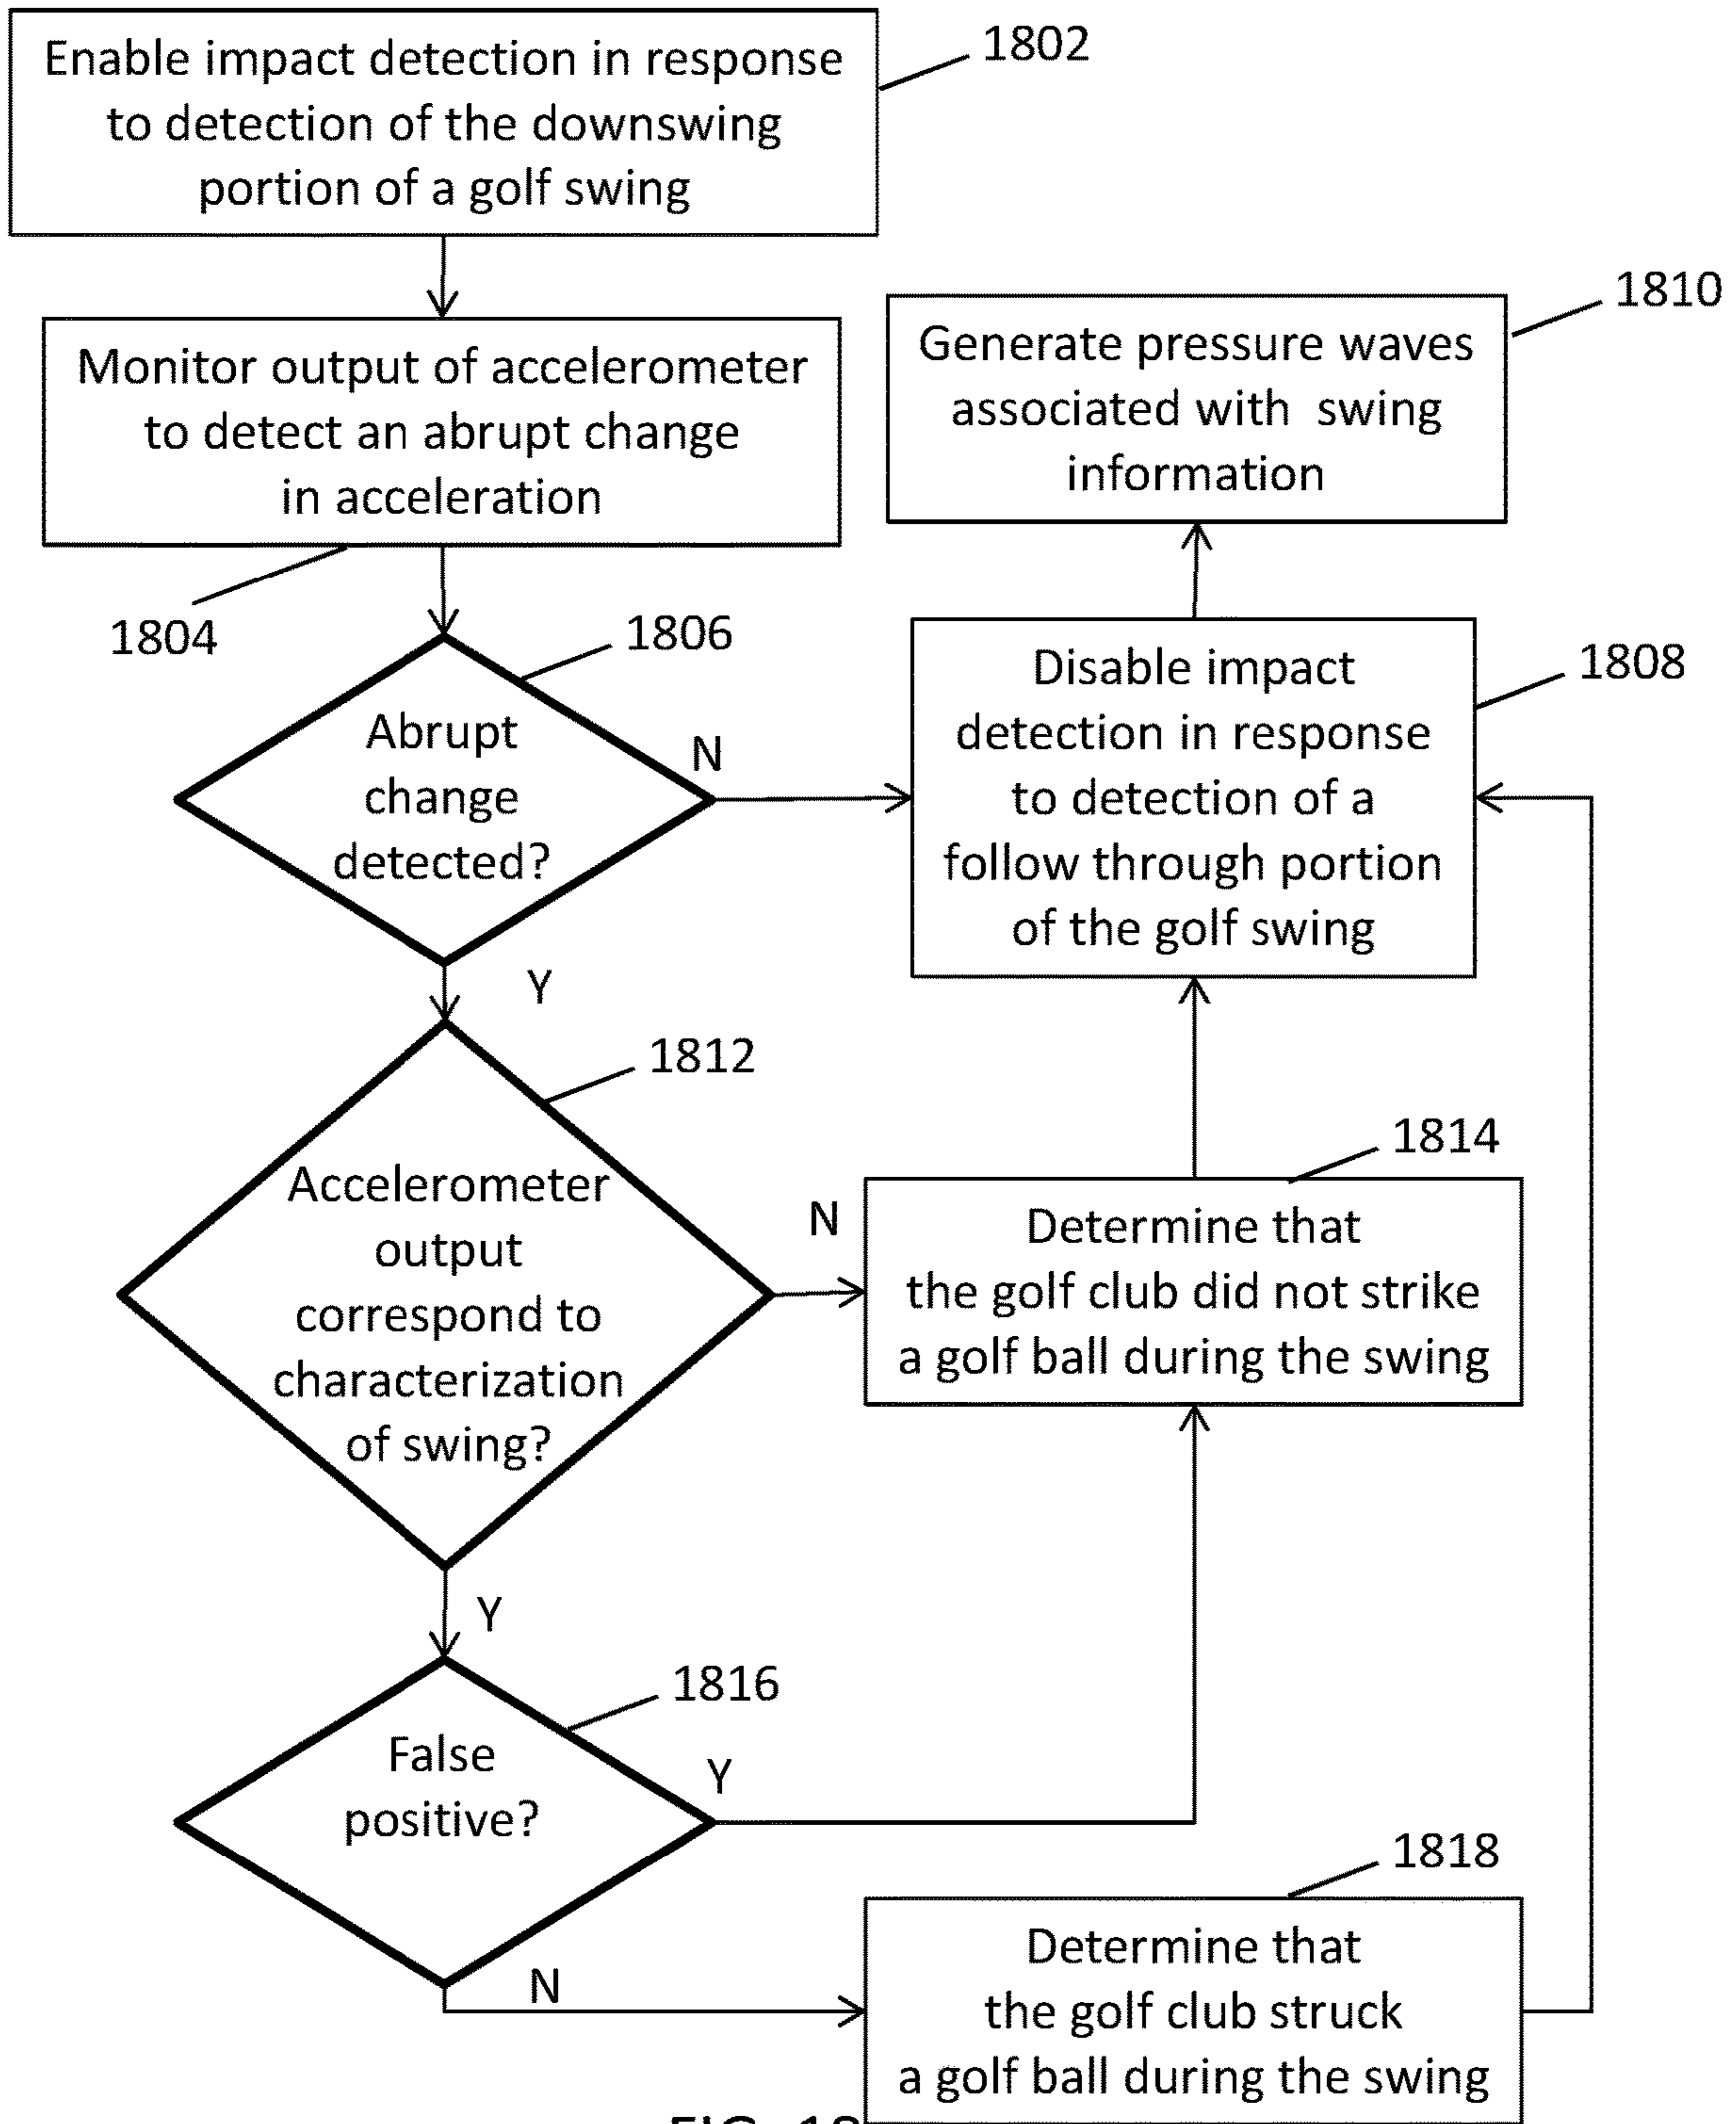 Enable impact detection in response
to detection of the downswing
portion of a golf swing
1802
Monitor output of accelerometer
to detect an abrupt change
in acceleration
1804
Generate pressure waves
associated with swing
information
1810
Abrupt
change
detected?
1806
N
Y
Disable impact
detection in response
to detection of a
follow through portion
of the golf swing
1808
Accelerometer
output
correspond to
characterization
of swing?
1812
N
Y
Determine that
the golf club did not strike
a golf ball during the swing
1814
False
positive?
1816
Y
N
Determine that
the golf club struck
a golf ball during the swing
1818
FIG. 18